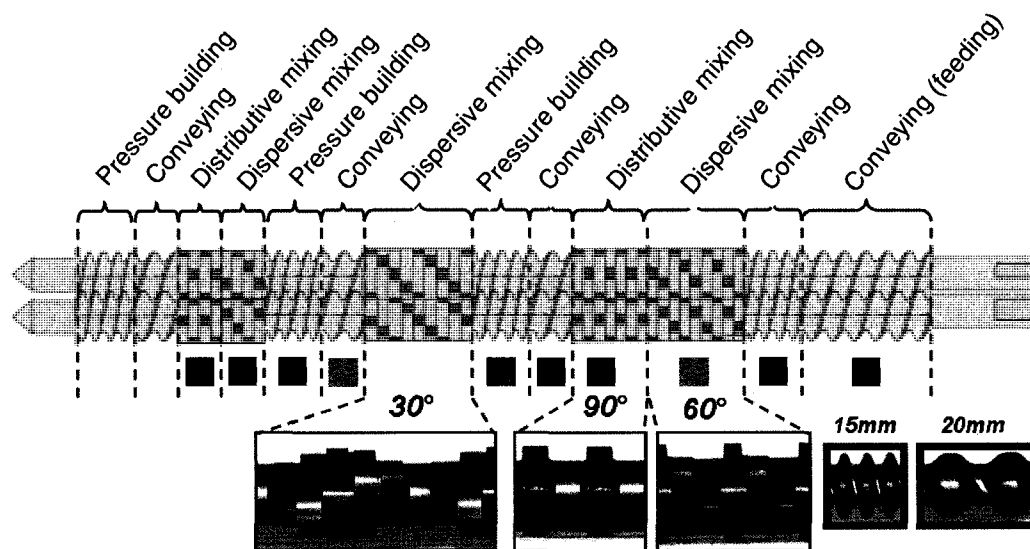 Pressure building
Conveying
Distributive mixing
Dispersive mixing
Pressure building
Conveying
Dispersive mixing
Pressure building
Conveying
Distributive mixing
Dispersive mixing
Conveying
Conveying (feeding)
30°
90°
60°
15mm
20mm